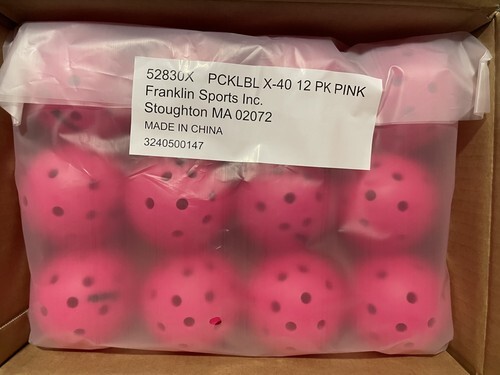 52830X PCKLBL X-40 12 PK PINK
Franklin Sports Inc.
Stoughton MA 02072
MADE IN CHINA
3240500147